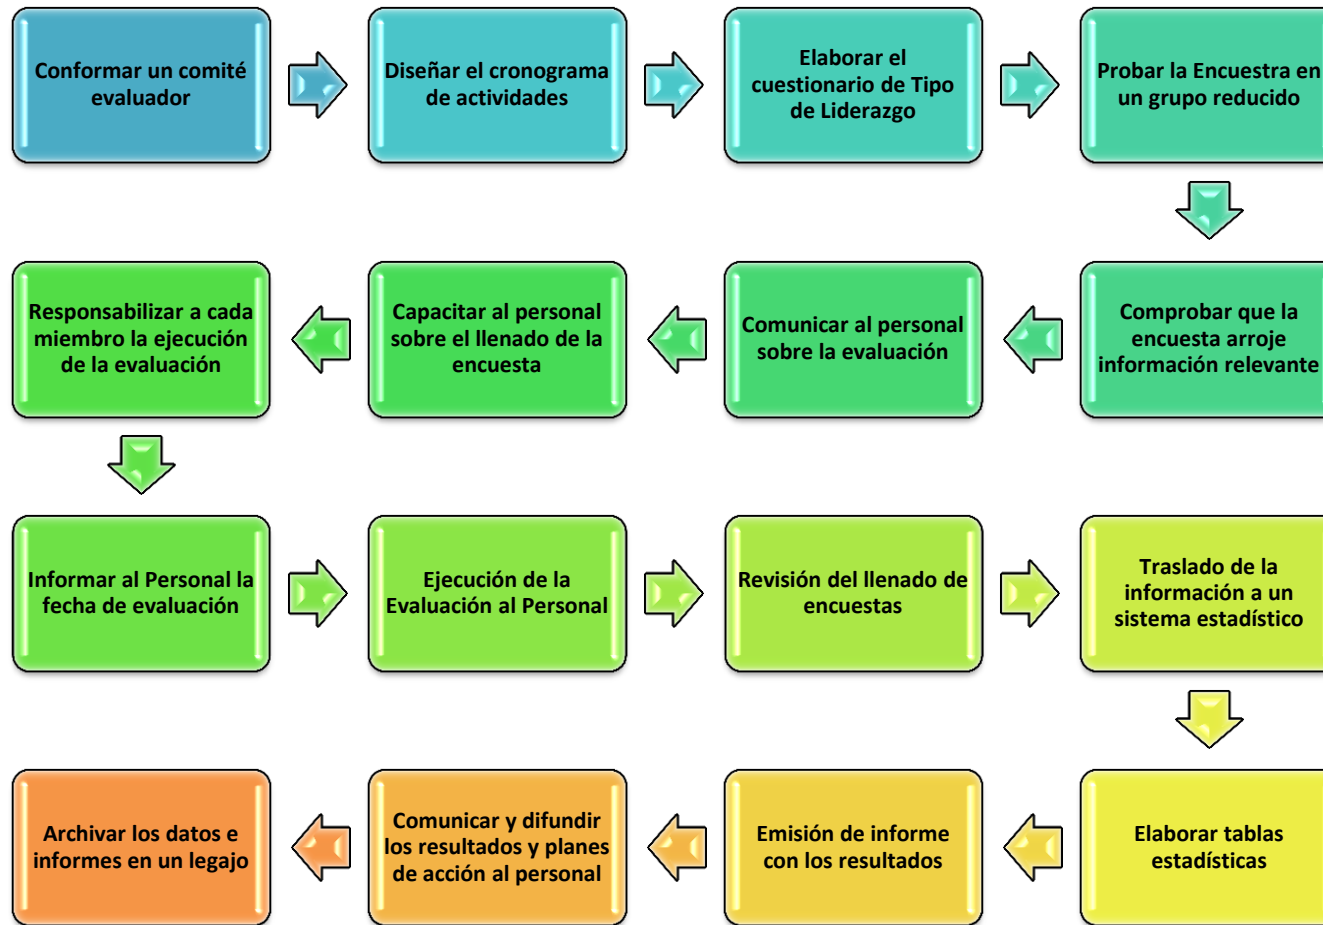 Conformar un comité
evaluador
Diseñar el cronograma
de actividades
Elaborar el
cuestionario de Tipo
de Liderazgo
Probar la Encuestra en
un grupo reducido
Comprobar que la
encuesta arroje
información relevante
Comunicar al personal
sobre la evaluación
Capacitar al personal
sobre el llenado de la
encuesta
Responsabilizar a cada
miembro la ejecución
de la evaluación
Informar al Personal la
fecha de evaluación
Ejecución de la
Evaluación al Personal
Revisión del llenado de
encuestas
Traslado de la
información a un
sistema estadístico
Elaborar tablas
estadísticas
Emisión de informe
con los resultados
Comunicar y difundir
los resultados y planes
de acción al personal
Archivar los datos e
informes en un legajo